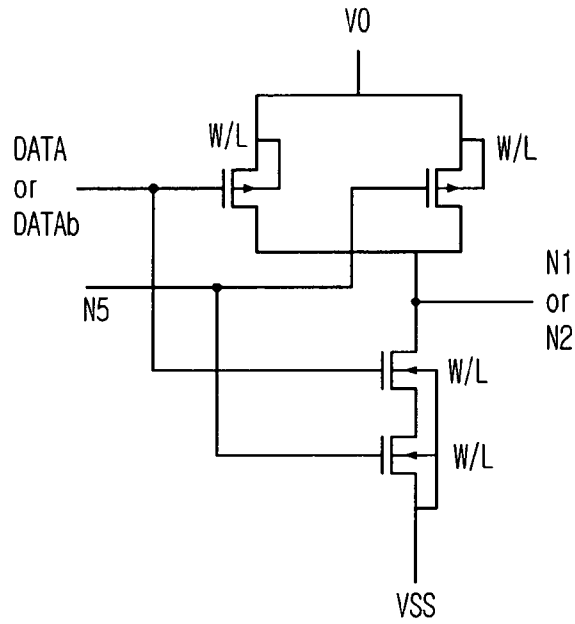 V0
W/L
W/L
DATA
or
DATAb
N5
N1
or
N2
W/L
W/L
VSS